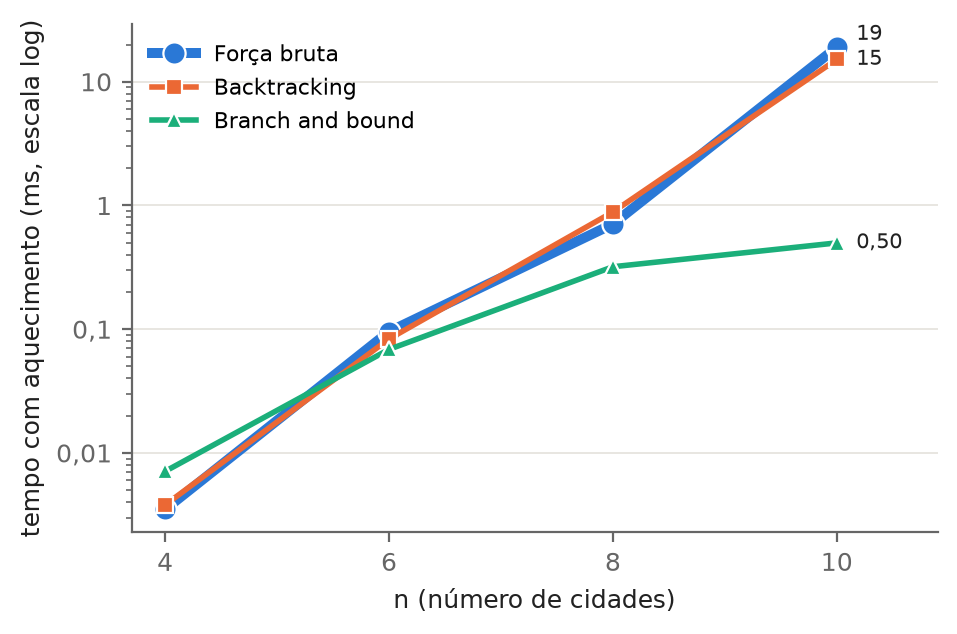 tempo com aquecimento (ms, escala log)
Força bruta
Backtracking
Branch and bound
10
1
0,1
0,01
19
15
0,50
4 6 8 10
n (número de cidades)